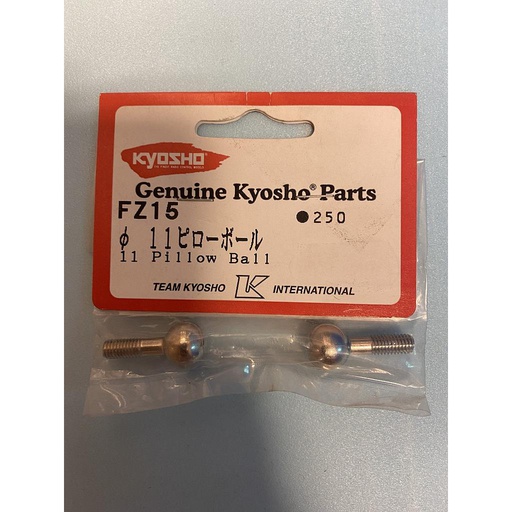 KYOSHO
Genuine Kyosho® Parts
FZ15 ●250
φ 11ピローボール
11 Pillow Ball
TEAM KYOSHO K INTERNATIONAL